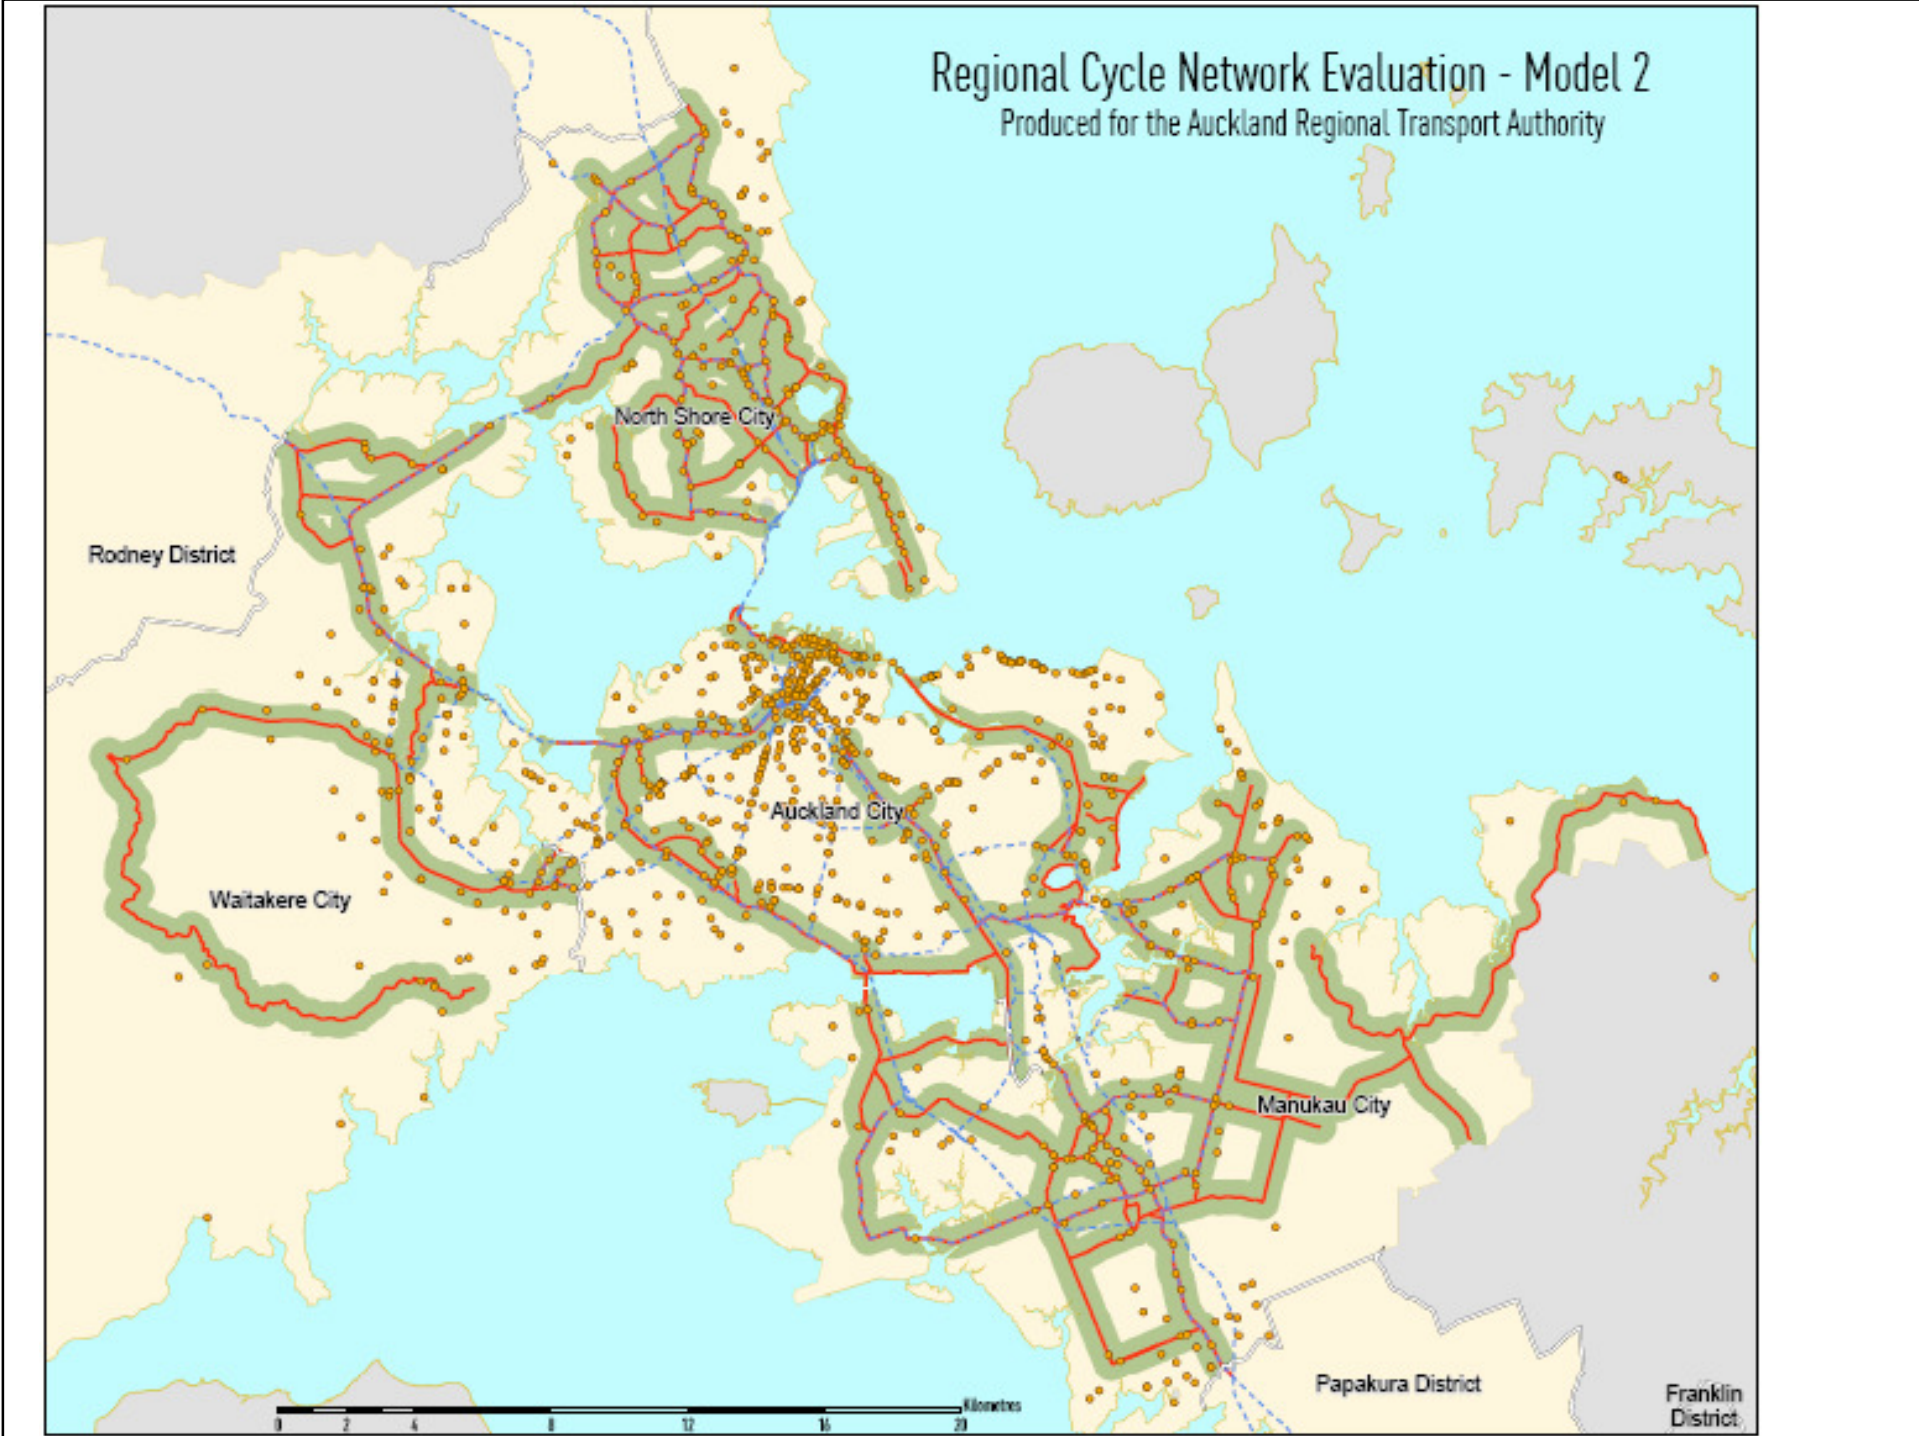 Regional Cycle Network Evaluation - Model 2
Produced for the Auckland Regional Transport Authority
North Shore City
Rodney District
Auckland City
Waitakere City
Manukau City
Papakura District
Franklin
District
Kilometres
0 2 4 8 12 16 20